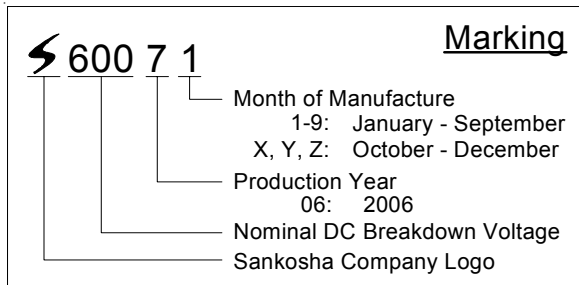 Marking
600 7 1
Month of Manufacture
1-9: January - September
X, Y, Z: October - December
Production Year
06: 2006
Nominal DC Breakdown Voltage
Sankosha Company Logo